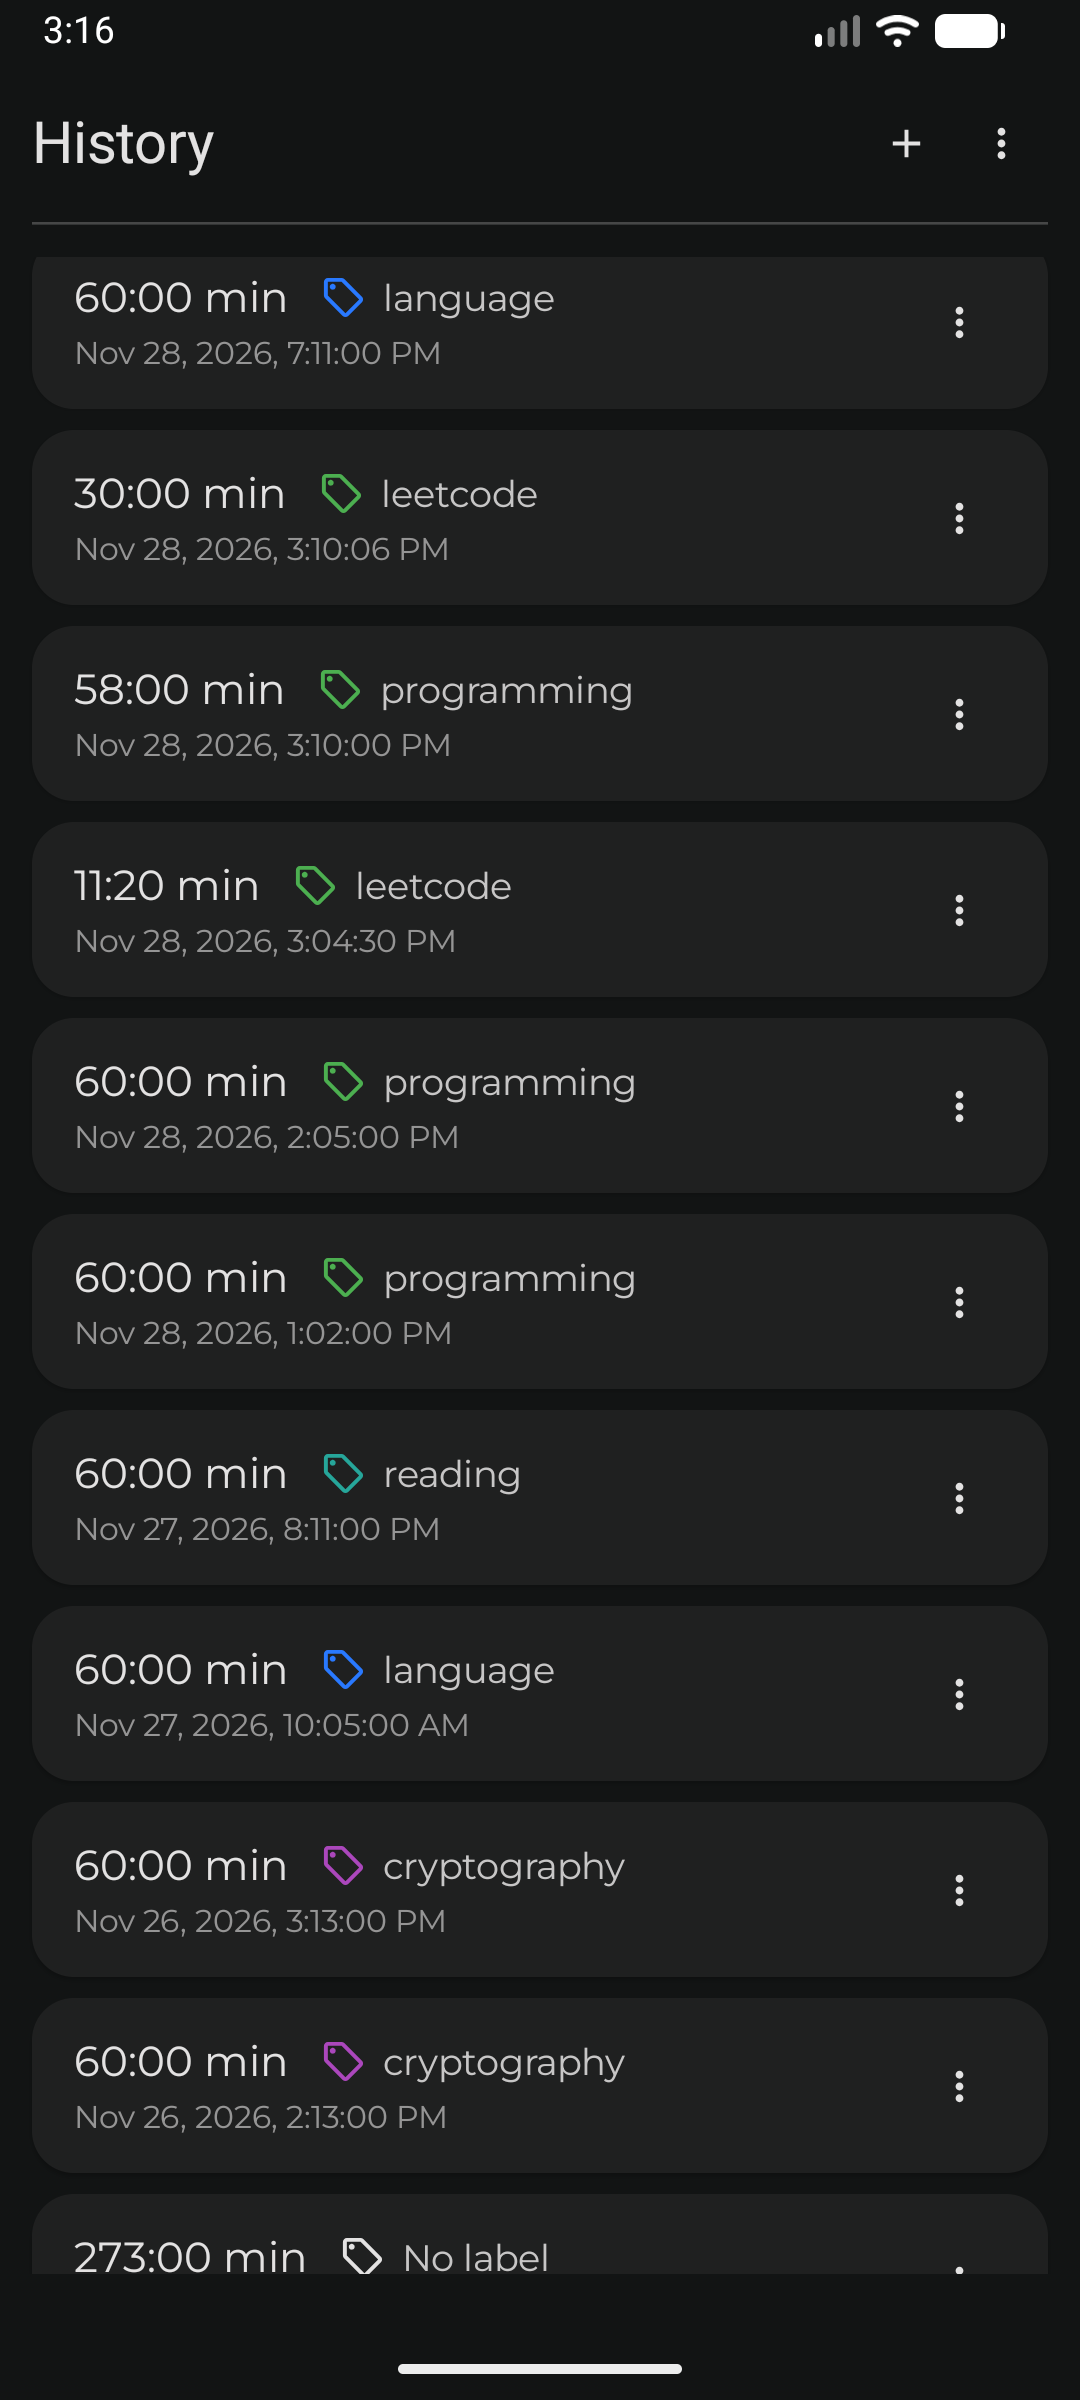 3:16
History
60:00 min language
Nov 28, 2026, 7:11:00 PM
30:00 min leetcode
Nov 28, 2026, 3:10:06 PM
58:00 min programming
Nov 28, 2026, 3:10:00 PM
11:20 min leetcode
Nov 28, 2026, 3:04:30 PM
60:00 min programming
Nov 28, 2026, 2:05:00 PM
60:00 min programming
Nov 28, 2026, 1:02:00 PM
60:00 min reading
Nov 27, 2026, 8:11:00 PM
60:00 min language
Nov 27, 2026, 10:05:00 AM
60:00 min cryptography
Nov 26, 2026, 3:13:00 PM
60:00 min cryptography
Nov 26, 2026, 2:13:00 PM
273:00 min No label